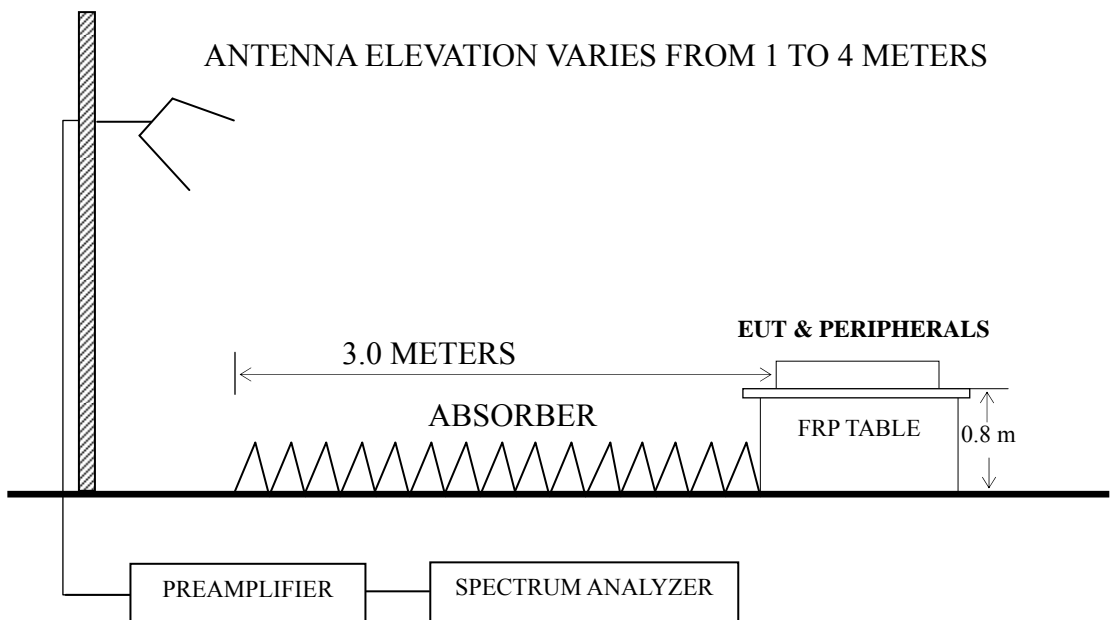 ANTENNA ELEVATION VARIES FROM 1 TO 4 METERS
EUT & PERIPHERALS
3.0 METERS
ABSORBER
FRP TABLE
0.8 m
PREAMPLIFIER
SPECTRUM ANALYZER